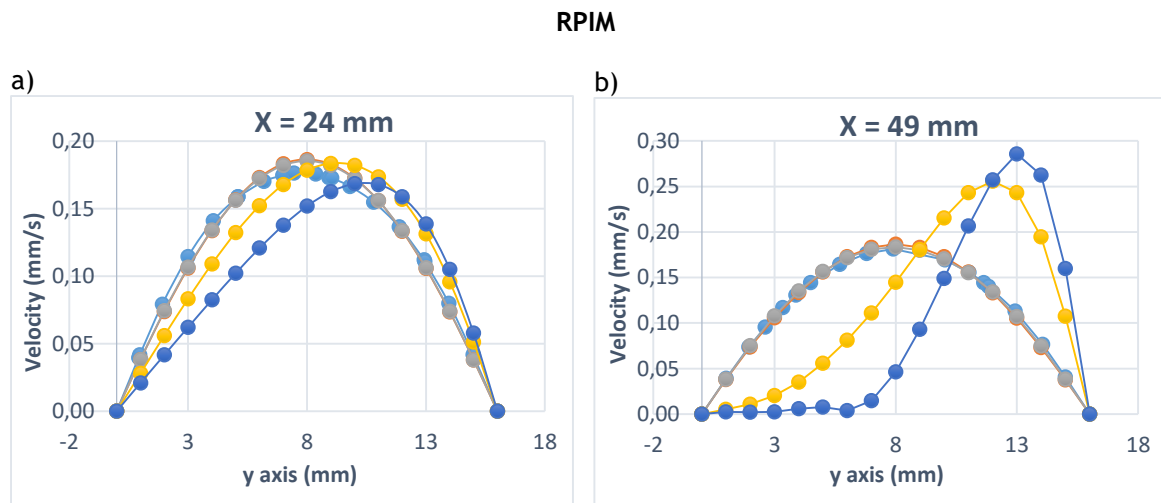 RPIM
a)
X = 24 mm
0,20
0,15
0,10
0,05
0,00
Velocity (mm/s)
-2 3 8 13 18
y axis (mm)
b)
X = 49 mm
0,30
0,25
0,20
0,15
0,10
0,05
0,00
Velocity (mm/s)
-2 3 8 13 18
y axis (mm)